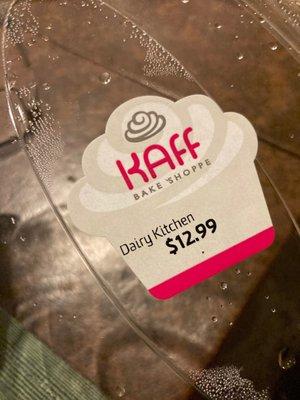 KAFF
BAKE SHOPPE
Dairy Kitchen
$12.99